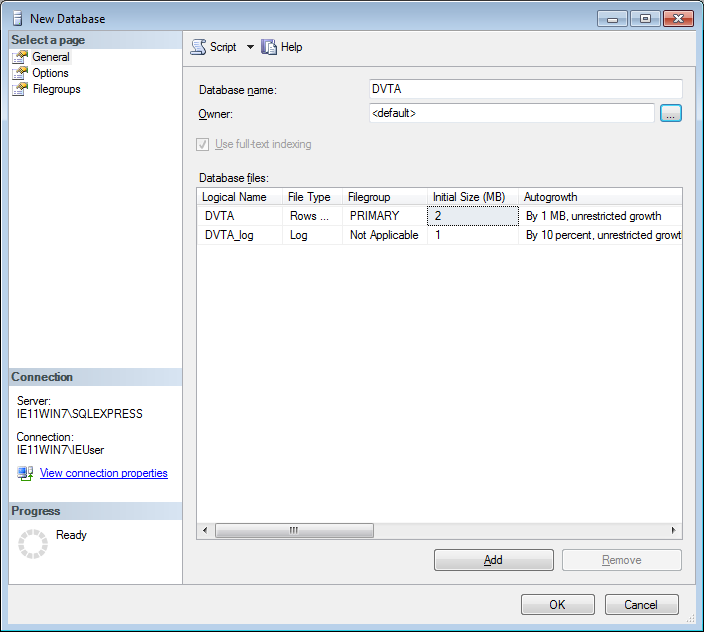 New Database
Select a page
General
Options
Filegroups
Script
Help
Database name:
DVTA
Owner:
<default>
...
Use full-text indexing
Database files:
Logical Name File Type Filegroup Initial Size (MB) Autogrowth
DVTA Rows ... PRIMARY 2 By 1 MB, unrestricted growth
DVTA_log Log Not Applicable 1 By 10 percent, unrestricted growt
Connection
Server:
IE11WIN7\SQLEXPRESS
Connection:
IE11WIN7\IEUser
View connection properties
Progress
Ready
Add
Remove
OK
Cancel